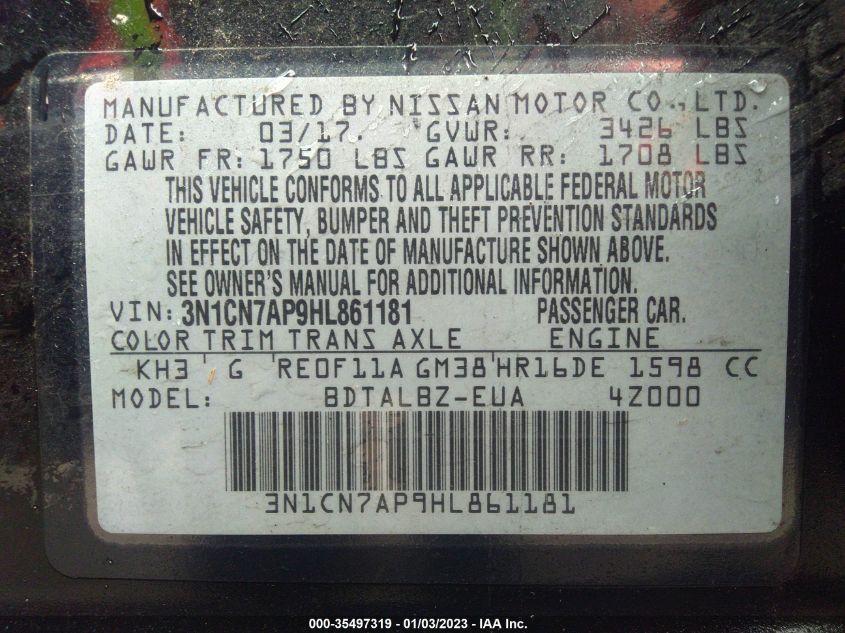 MANUFACTURED BY NISSAN MOTOR CO., LTD.
DATE: 03/17. GVWR: 3426 LBS
GAWR FR: 1750 LBS GAWR RR: 1708 LBS
THIS VEHICLE CONFORMS TO ALL APPLICABLE FEDERAL MOTOR
VEHICLE SAFETY, BUMPER AND THEFT PREVENTION STANDARDS
IN EFFECT ON THE DATE OF MANUFACTURE SHOWN ABOVE.
SEE OWNER'S MANUAL FOR ADDITIONAL INFORMATION.
VIN: 3N1CN7AP9HL861181 PASSENGER CAR.
COLOR TRIM TRANS AXLE ENGINE
KH3 G RE0F11A GM38 HR16DE 1598 CC
MODEL: BDTALBZ-EUA 4Z000
3N1CN7AP9HL861181
000-35497319 - 01/03/2023 - IAA Inc.